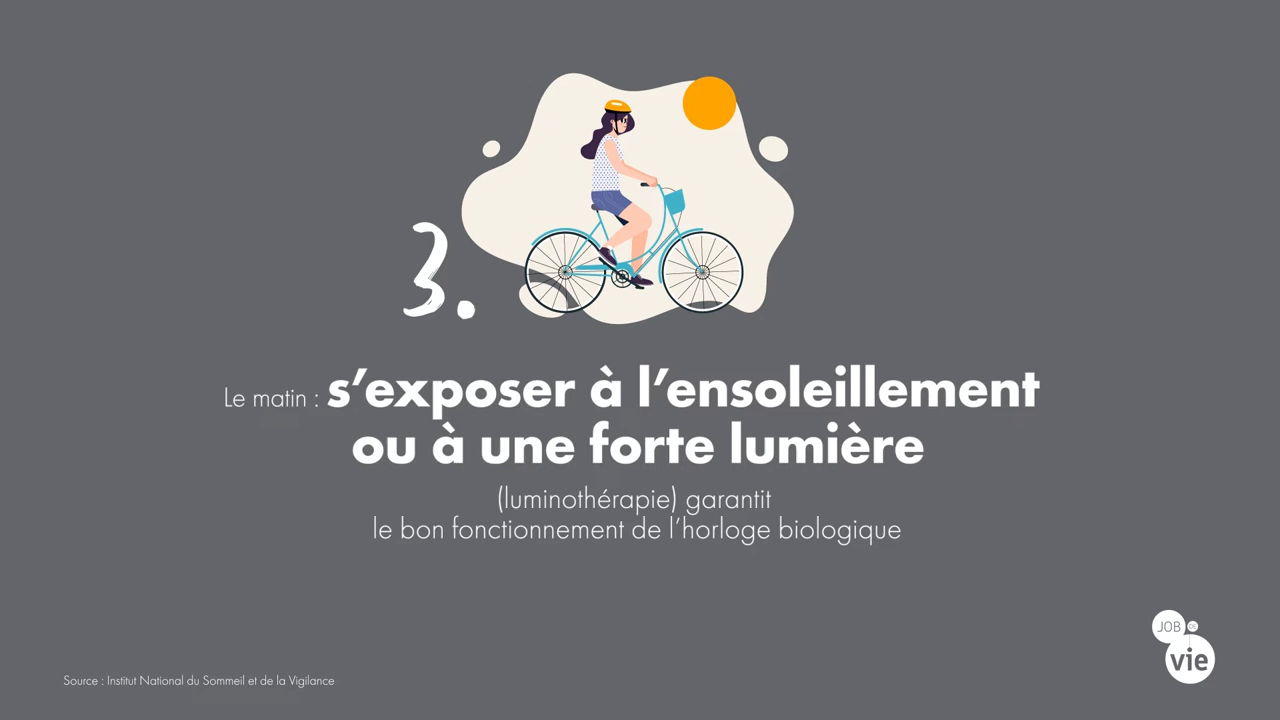 3.
Le matin : s'exposer à l'ensoleillement
ou à une forte lumière
(luminothérapie) garantit
le bon fonctionnement de l'horloge biologique
Source : Institut National du Sommeil et de la Vigilance
JOB
vie